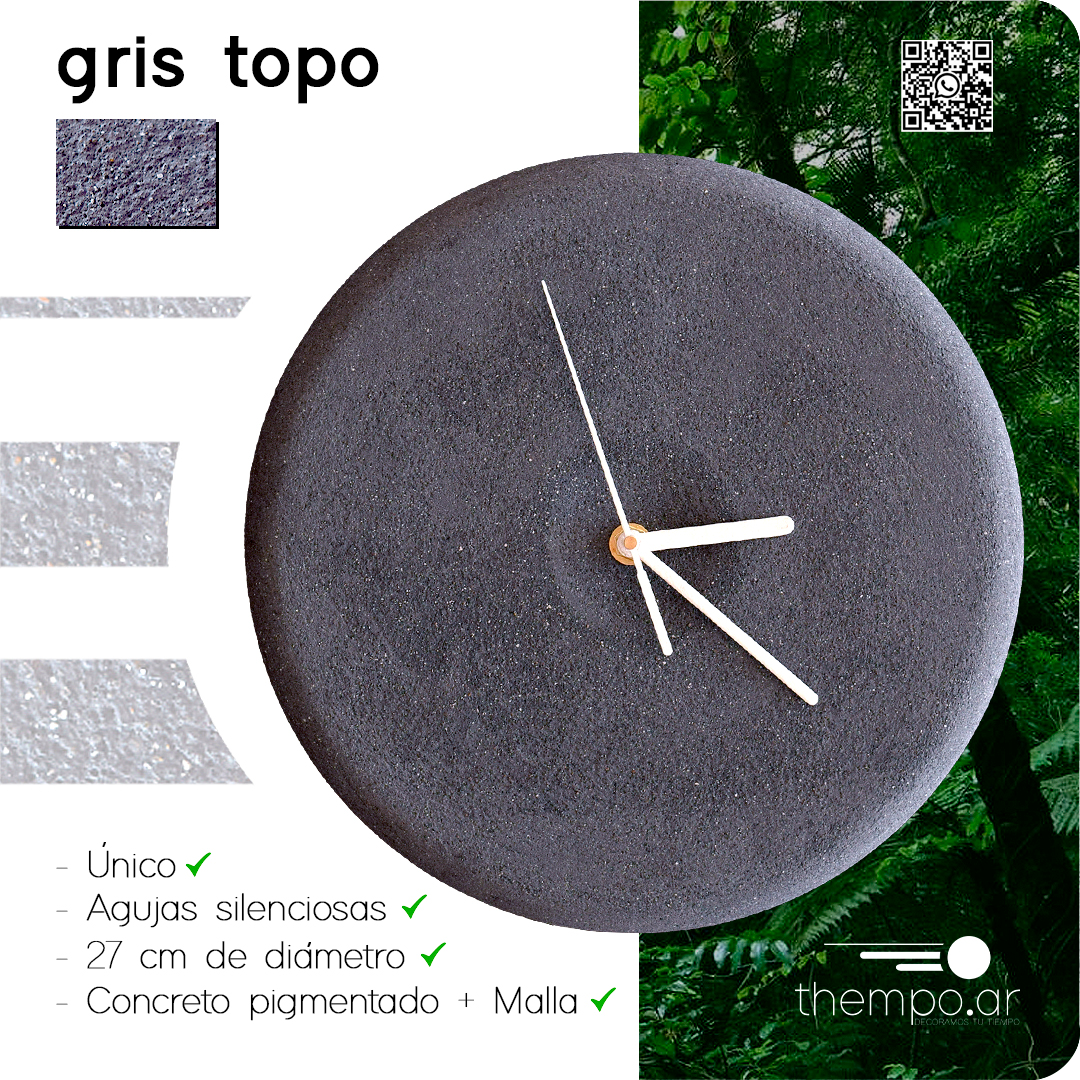 gris topo
- Único ✓
- Agujas silenciosas ✓
- 27 cm de diámetro ✓
- Concreto pigmentado + Malla ✓
thempo.ar
DECORAMOS TU TIEMPO